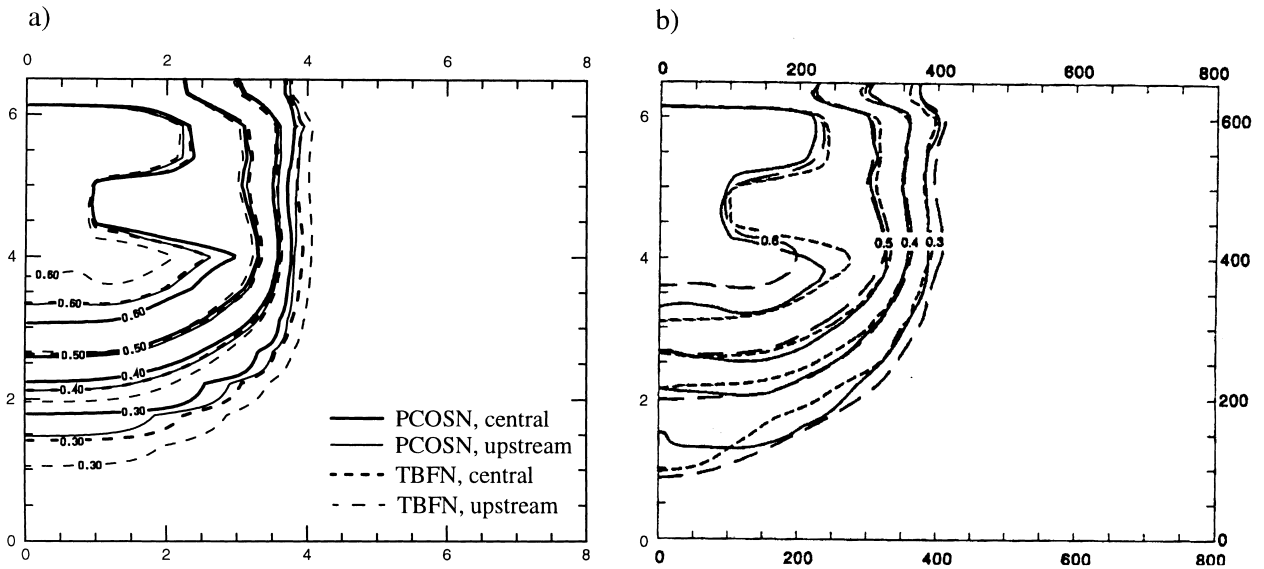 a)
0 2 4 6 8
6
4
2
0
0.60
0.60
0.60
0.50 0.50
0.40
0.40
0.30
0.30
0.30
PCOSN, central
PCOSN, upstream
TBFN, central
TBFN, upstream
0 2 4 6 8
b)
0 200 400 600 800
6 600
4 400
2 200
0 0
0.6 0.5 0.4 0.3
0 200 400 600 800